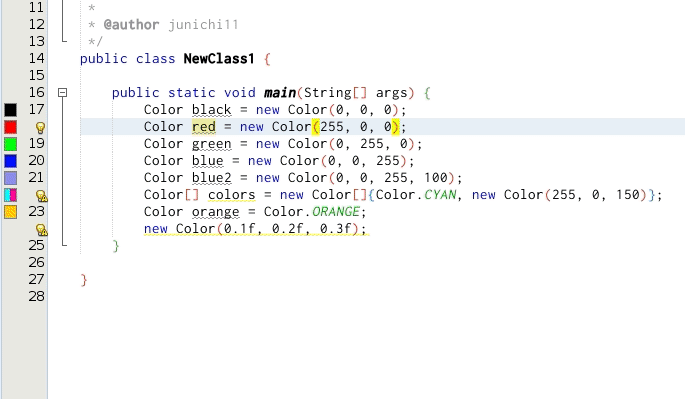 11 *
12 * @author junichi11
13 */
14 public class NewClass1 {
15
16 public static void main(String[] args) {
17 Color black = new Color(0, 0, 0);
Color red = new Color(255, 0, 0);
19 Color green = new Color(0, 255, 0);
20 Color blue = new Color(0, 0, 255);
21 Color blue2 = new Color(0, 0, 255, 100);
Color[] colors = new Color[]{Color.CYAN, new Color(255, 0, 150)};
23 Color orange = Color.ORANGE;
new Color(0.1f, 0.2f, 0.3f);
25 }
26
27 }
28